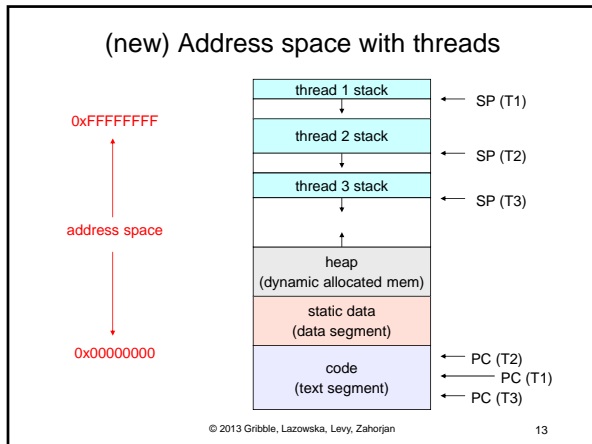 (new) Address space with threads
0xFFFFFFFF
address space
0x00000000
thread 1 stack
thread 2 stack
thread 3 stack
heap
(dynamic allocated mem)
static data
(data segment)
code
(text segment)
SP (T1)
SP (T2)
SP (T3)
PC (T2)
PC (T1)
PC (T3)
© 2013 Gribble, Lazowska, Levy, Zahorjan
13